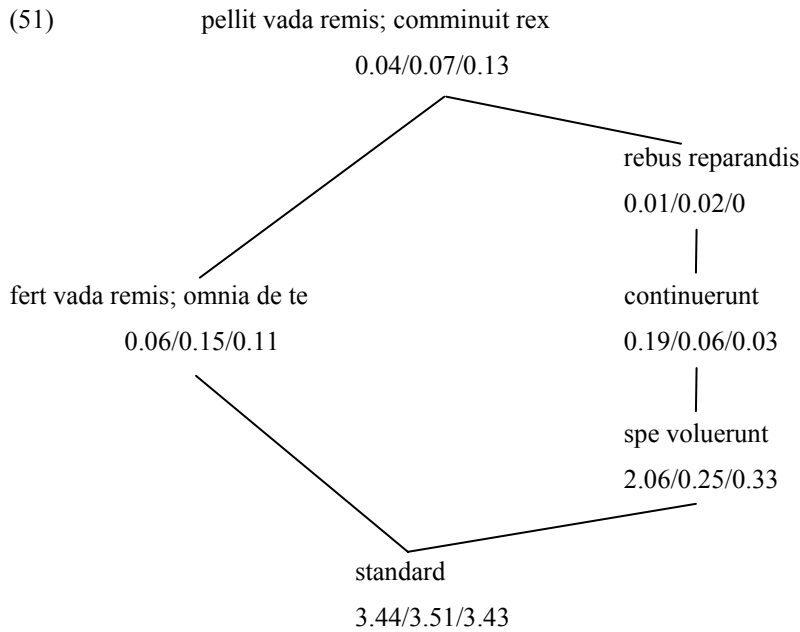 (51) pellit vada remis; comminuit rex
0.04/0.07/0.13
rebus reparandis
0.01/0.02/0
fert vada remis; omnia de te
0.06/0.15/0.11
continuerunt
0.19/0.06/0.03
spe voluerunt
2.06/0.25/0.33
standard
3.44/3.51/3.43